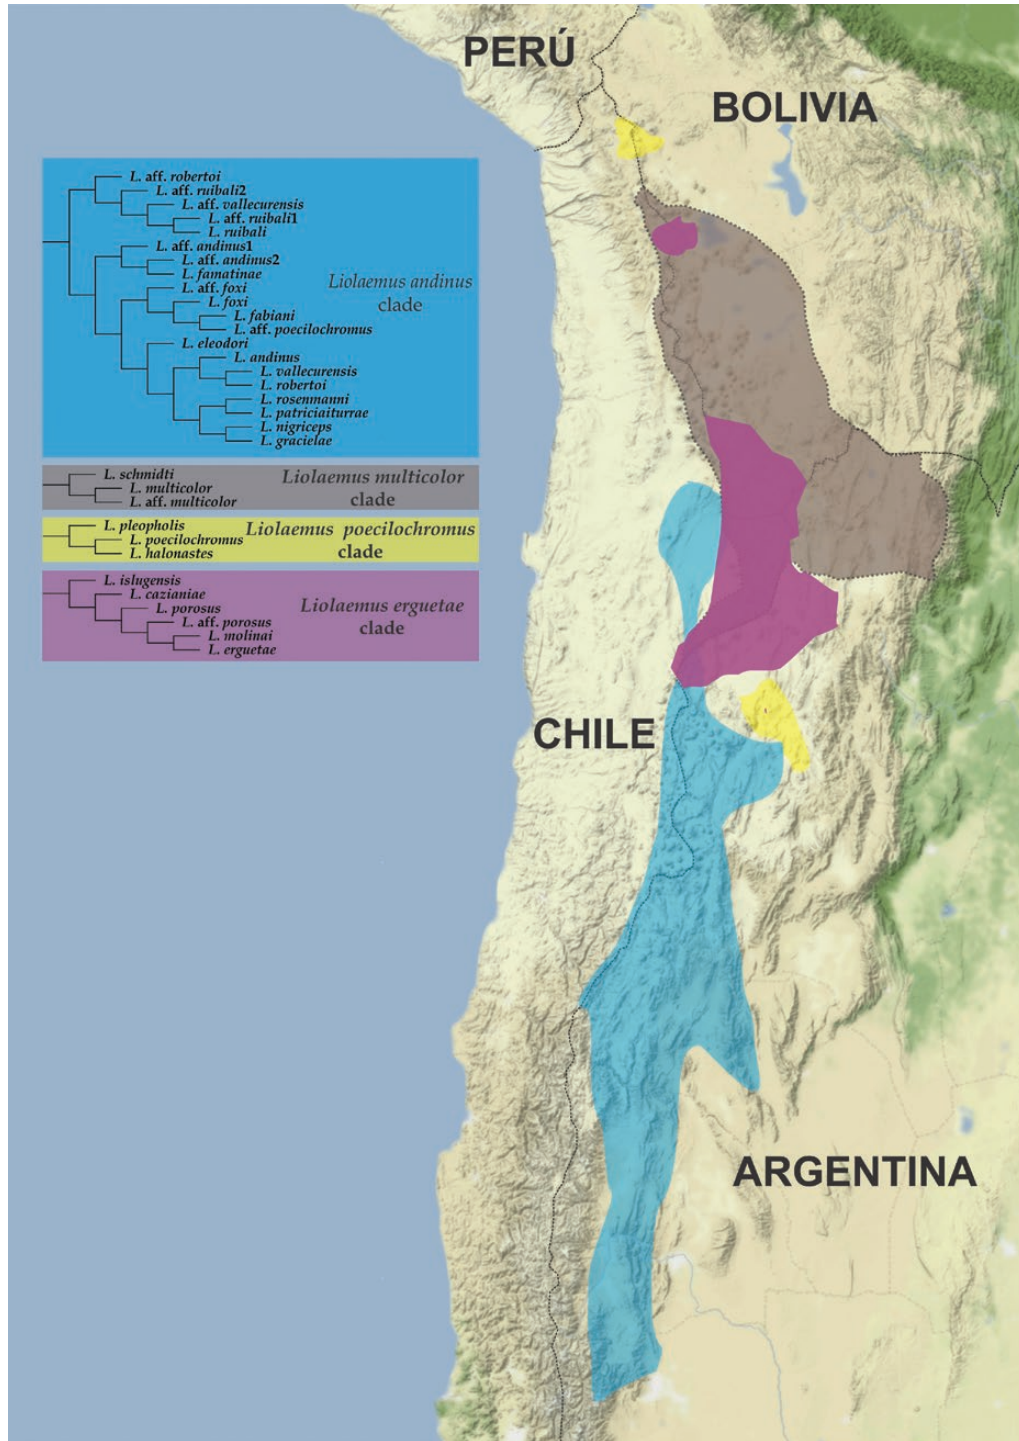 PERÚ
BOLIVIA
L. aff. robertoi
L. aff. ruibali2
L. aff. vallecurensis
L. aff. ruibali1
L. ruibali
L. aff. andinus1
L. aff. andinus2
L. famatinae
L. aff. foxi
L. foxi
L. fabiani
L. aff. poecilochromus
L. eleodori
L. andinus
L. vallecurensis
L. robertoi
L. rosenmanni
L. patriciaiturrae
L. nigriceps
L. gracielae
Liolaemus andinus
clade
L. schmidti
L. multicolor
L. aff. multicolor
Liolaemus multicolor
clade
L. pleopholis
L. poecilochromus
L. halonastes
Liolaemus poecilochromus
clade
L. islugensis
L. cazianiae
L. porosus
L. aff. porosus
L. molinai
L. erguetae
Liolaemus erguetae
clade
CHILE
ARGENTINA